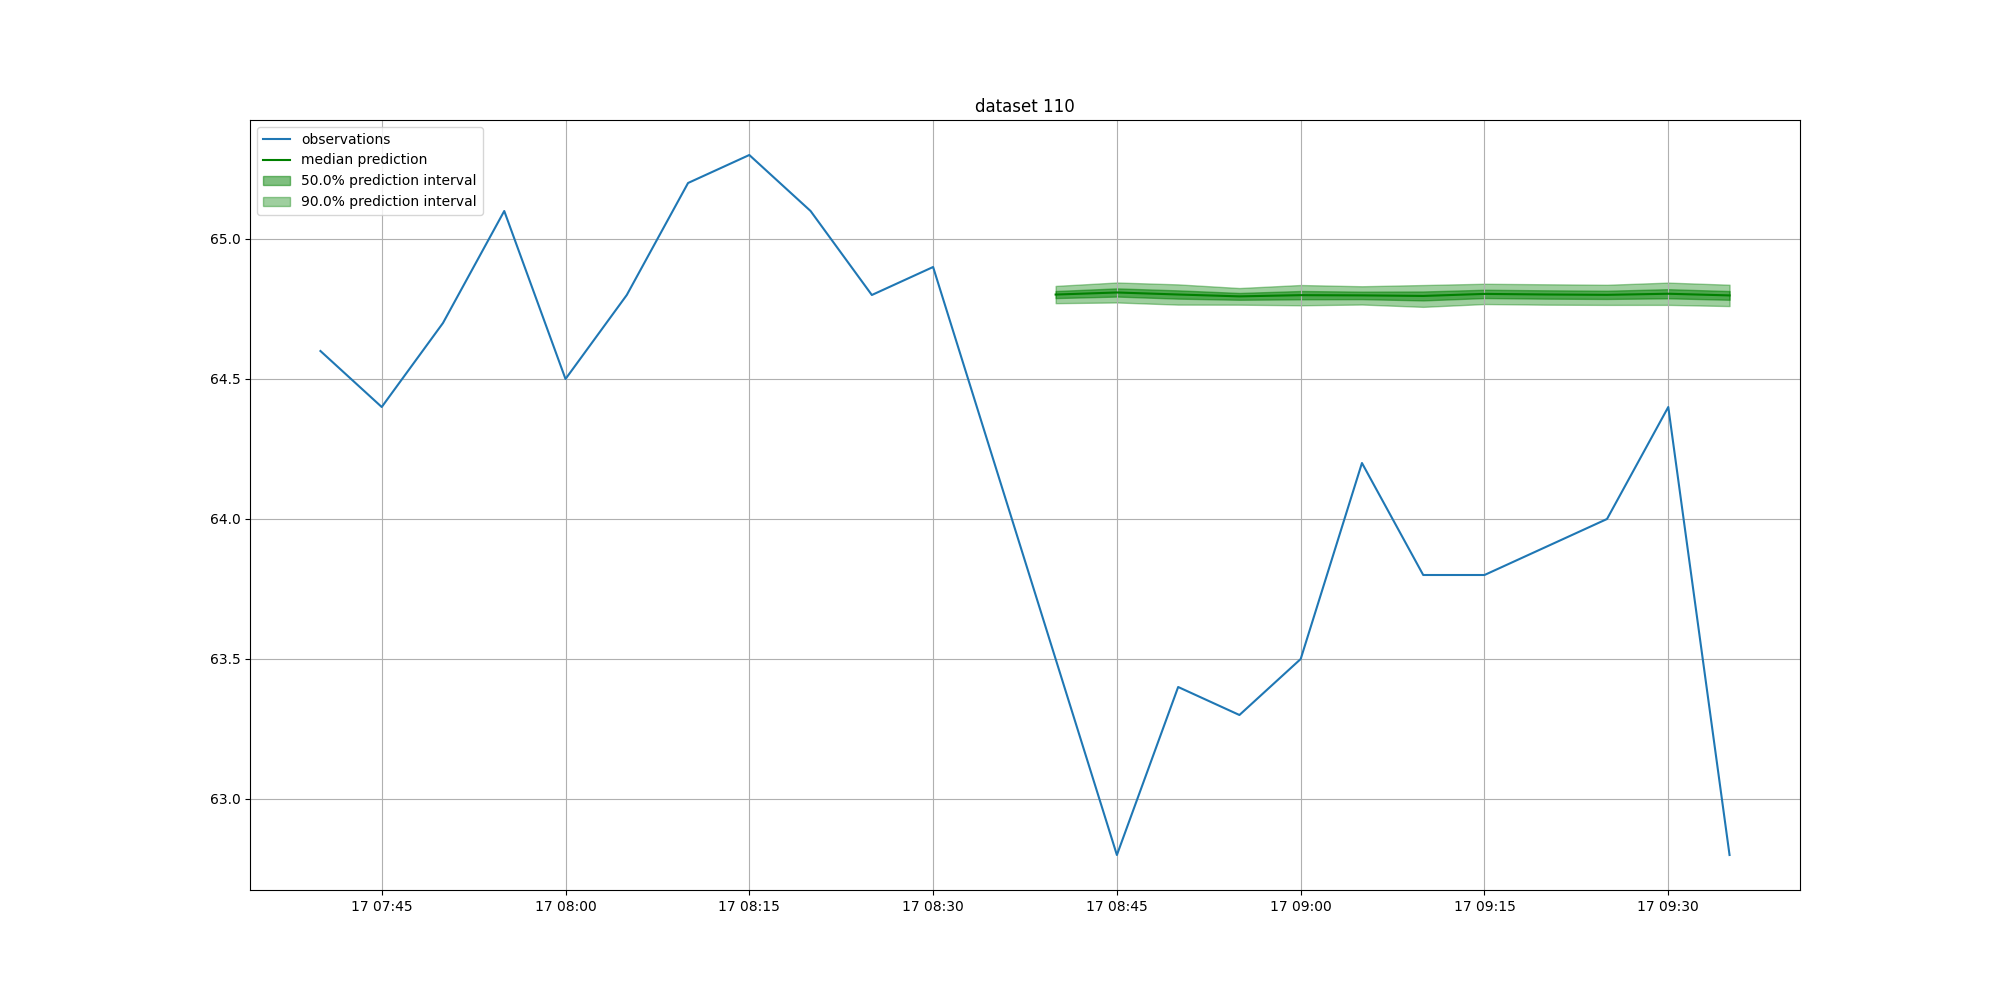 dataset 110
observations
median prediction
50.0% prediction interval
90.0% prediction interval
65.0
64.5
64.0
63.5
63.0
17 07:45 17 08:00 17 08:15 17 08:30 17 08:45 17 09:00 17 09:15 17 09:30